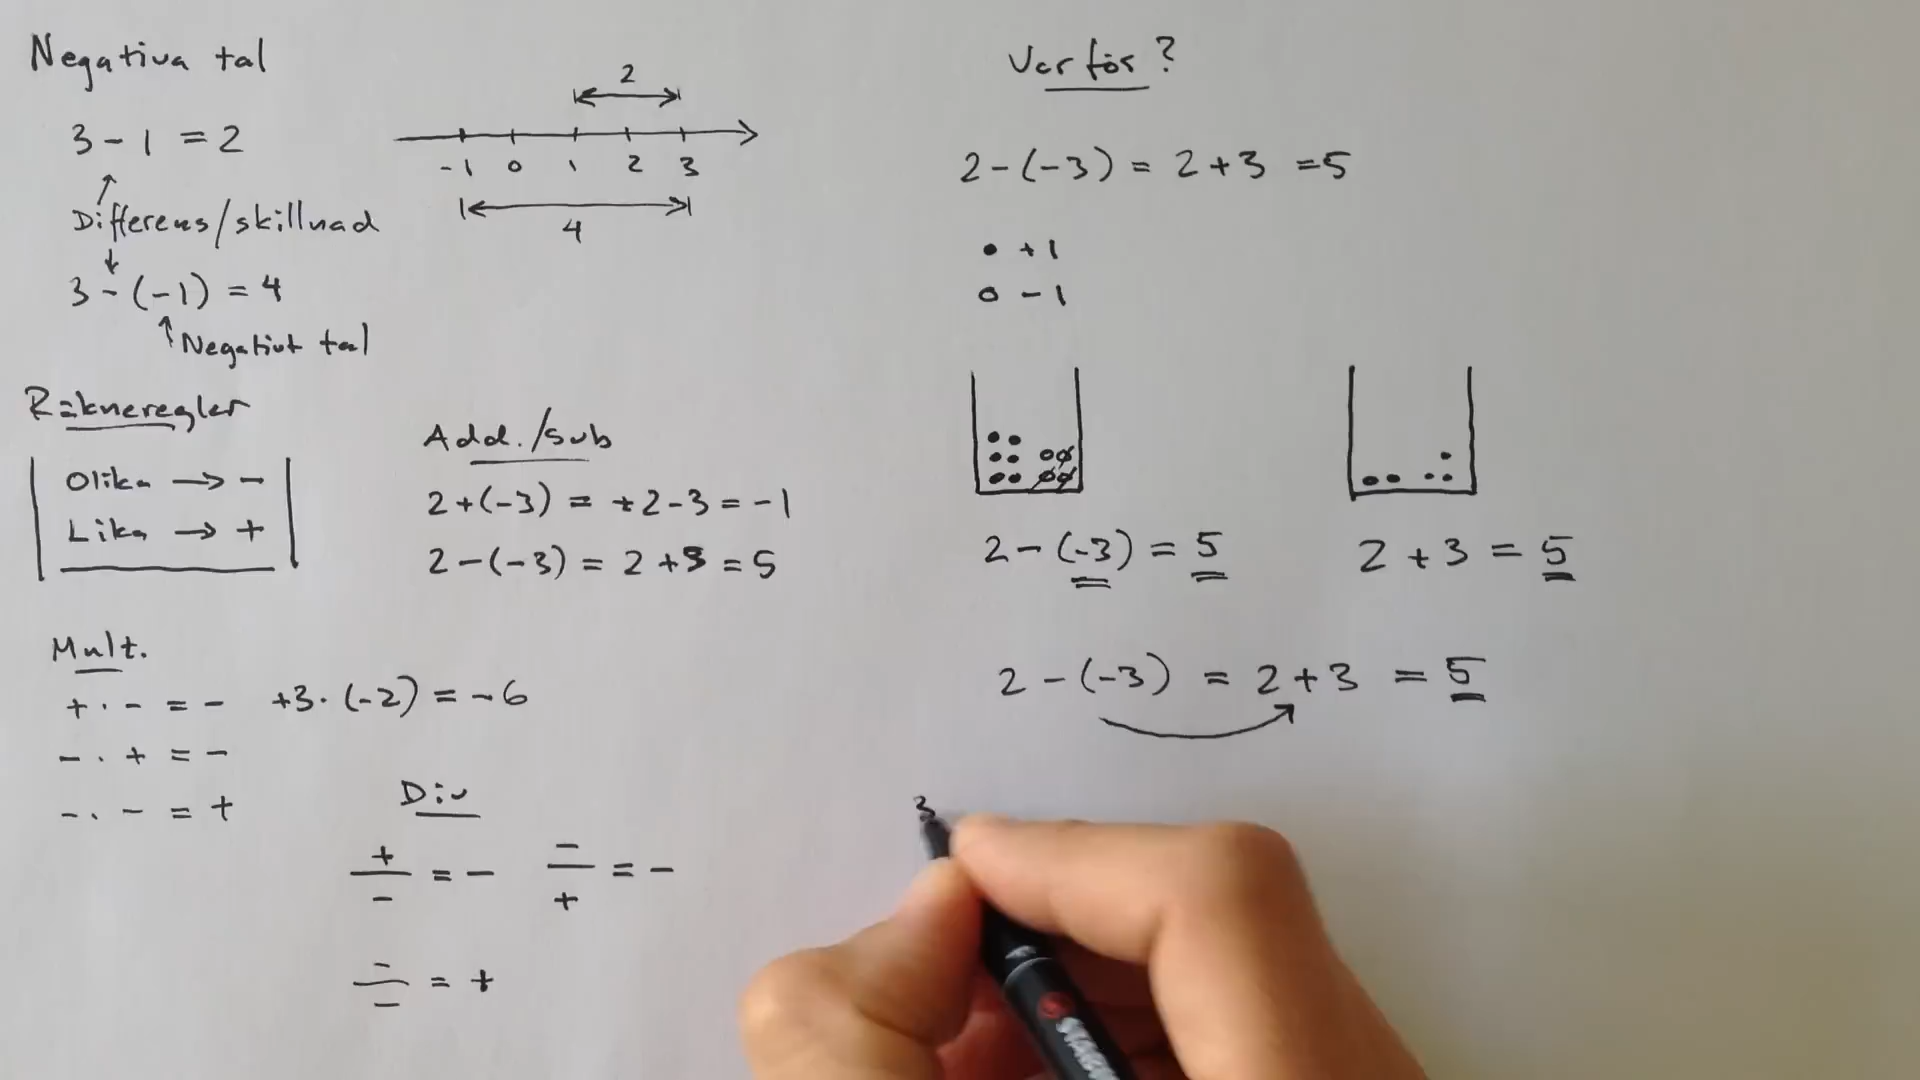 Negativa tal
3 - 1 = 2
Differens/skillnad
3 - (-1) = 4
Negativt tal
2
-1 0 1 2 3
4
Räkneregler
Olika → -
Lika → +
Add./sub
2 + (-3) = +2 - 3 = -1
2 - (-3) = 2 + 3 = 5
Mult.
+ · - = - +3 · (-2) = -6
- · + = -
- · - = +
Div
+/- = - -/+ = -
-/- = +
Varför?
2 - (-3) = 2 + 3 = 5
• +1
o -1
2 - (-3) = 5
2 + 3 = 5
2 - (-3) = 2 + 3 = 5
3